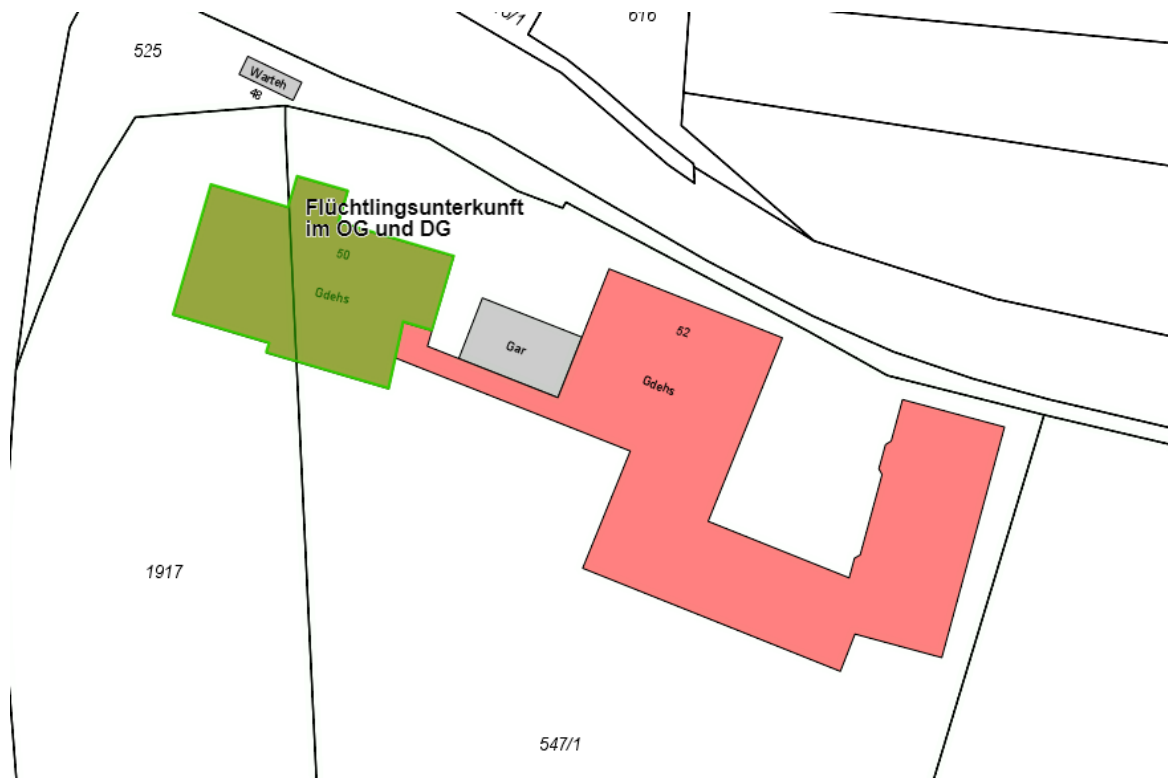 616
525
Warteh
48
Flüchtlingsunterkunft
im OG und DG
50
Gdehs
52
Gar
Gdehs
1917
547/1